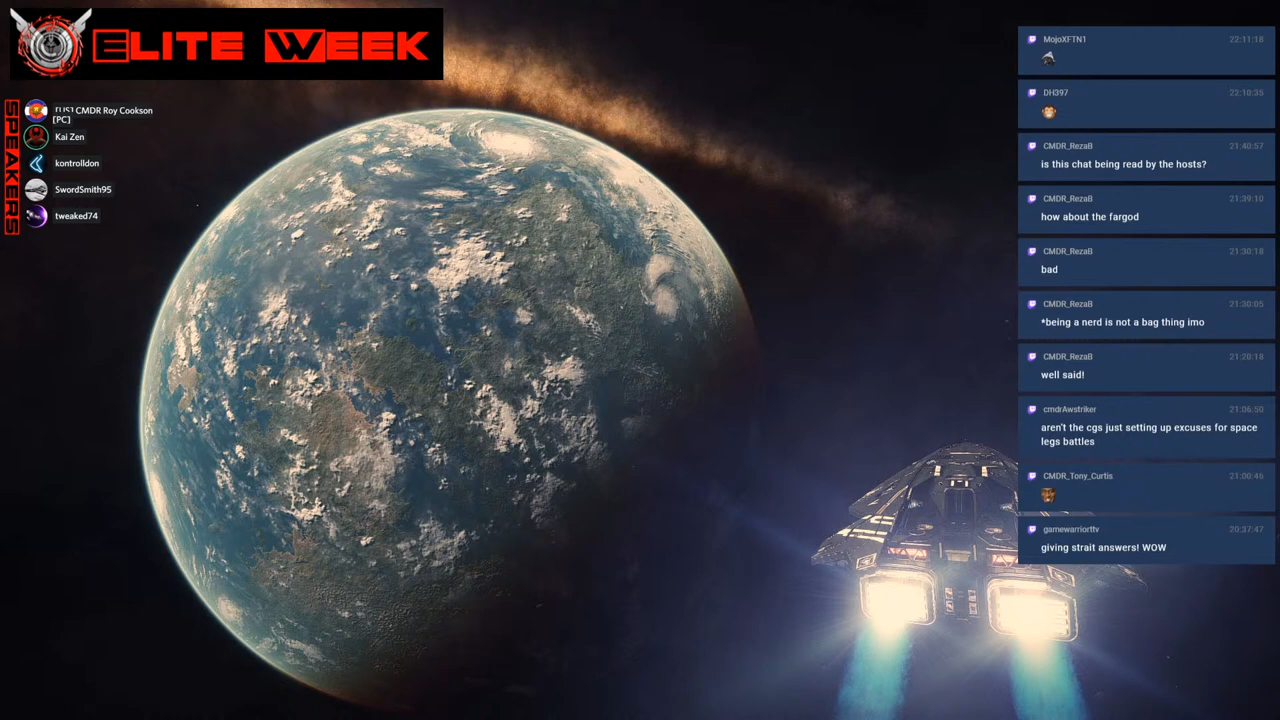 ELITE WEEK
SPEAKERS
[US] CMDR Roy Cookson
[PC]
Kai Zen
kontrolldon
SwordSmith95
tweaked74
MojoXFTN1 22:11:18
DH397 22:10:35
CMDR_RezaB 21:40:57
is this chat being read by the hosts?
CMDR_RezaB 21:39:10
how about the fargod
CMDR_RezaB 21:30:18
bad
CMDR_RezaB 21:30:05
*being a nerd is not a bag thing imo
CMDR_RezaB 21:20:18
well said!
cmdrAwstriker 21:06:50
aren't the cgs just setting up excuses for space
legs battles
CMDR_Tony_Curtis 21:00:46
gamewarriorttv 20:37:47
giving strait answers! WOW